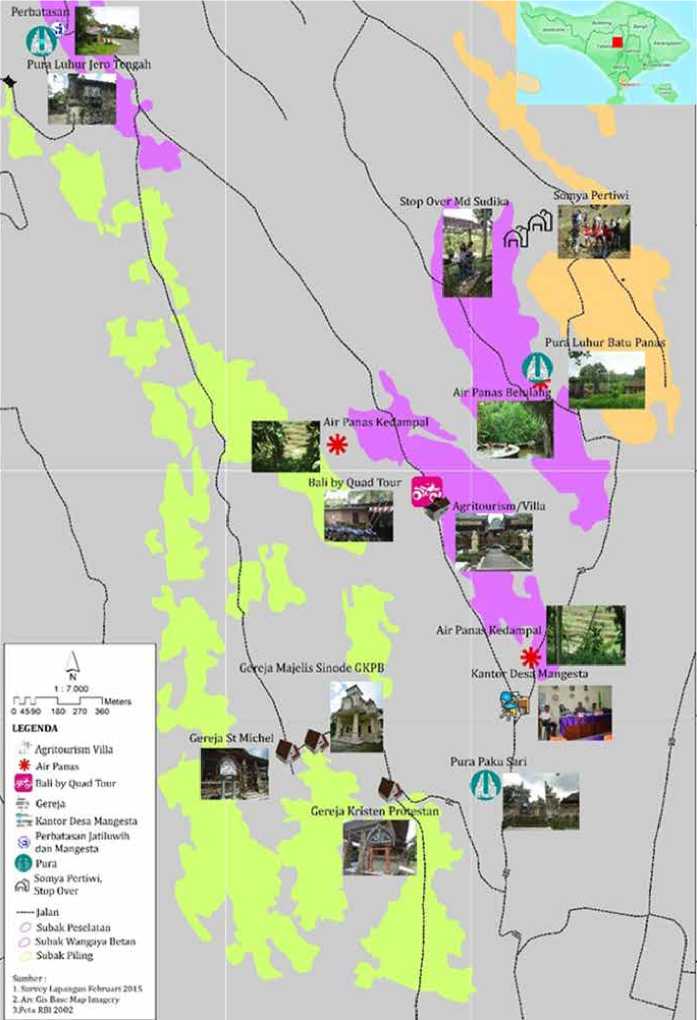 Perbatasan
Pura Luhur Jero Tengah
Stop Over Md Sudika
Somya Pertiwi
Pura Luhur Batu Panas
Air Panas Belulang
Air Panas Kedampal
Bali by Quad Tour
Agritourism/Villa
Air Panas Kedampal
Kantor Desa Mangesta
Gereja Majelis Sinode GKPB
Gereja St Michel
Pura Paku Sari
Gereja Kristen Protestan
N
1 : 7.000
Meters
0 4590 180 270 360
LEGENDA
Agritourism Villa
Air Panas
Bali by Quad Tour
Gereja
Kantor Desa Mangesta
Perbatasan Jatiluwih
dan Mangesta
Pura
Somya Pertiwi,
Stop Over
Jalan
Subak Peselatan
Subak Wangaya Betan
Subak Piling
Sumber :
1. Survey Lapangan Februari 2015
2. Arc Gis Base Map Imagery
3.Peta RBI 2002